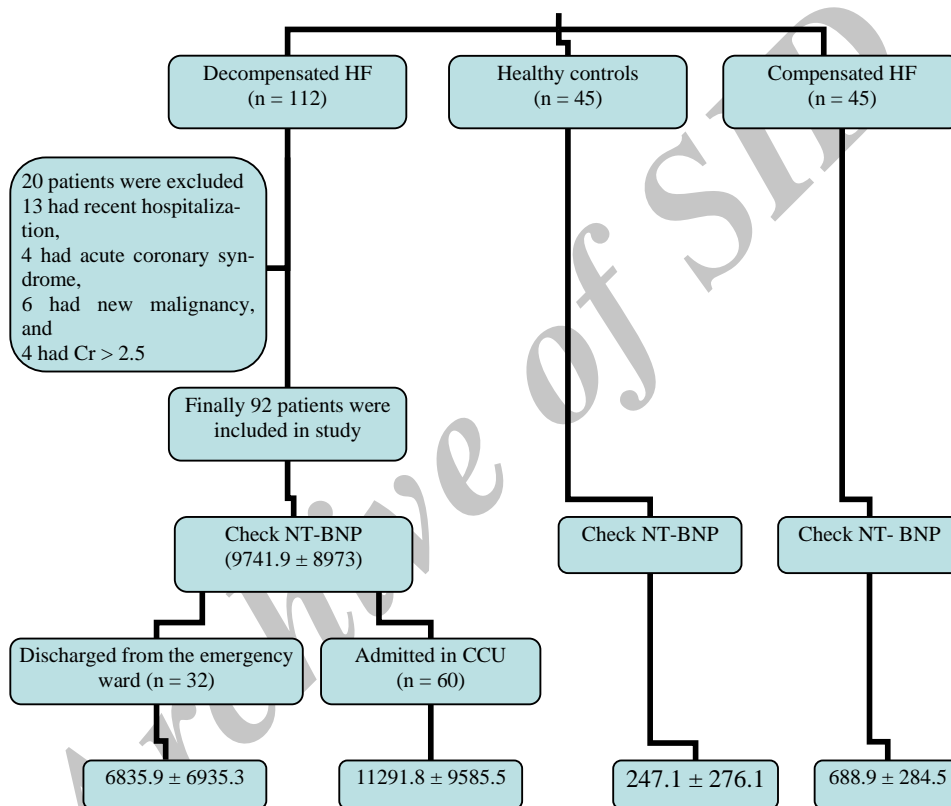 Decompensated HF
(n = 112)
Healthy controls
(n = 45)
Compensated HF
(n = 45)
20 patients were excluded
13 had recent hospitaliza-
tion,
4 had acute coronary syn-
drome,
6 had new malignancy,
and
4 had Cr > 2.5
Finally 92 patients were
included in study
Check NT-BNP
(9741.9 ± 8973)
Check NT-BNP
Check NT- BNP
Discharged from the emergency
ward (n = 32)
Admitted in CCU
(n = 60)
6835.9 ± 6935.3
11291.8 ± 9585.5
247.1 ± 276.1
688.9 ± 284.5
Archive of SID